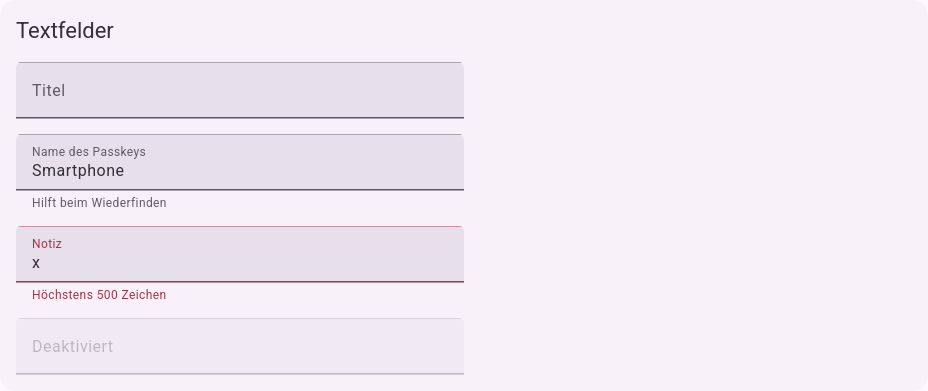 Textfelder
Titel
Name des Passkeys
Smartphone
Hilft beim Wiederfinden
Notiz
x
Höchstens 500 Zeichen
Deaktiviert